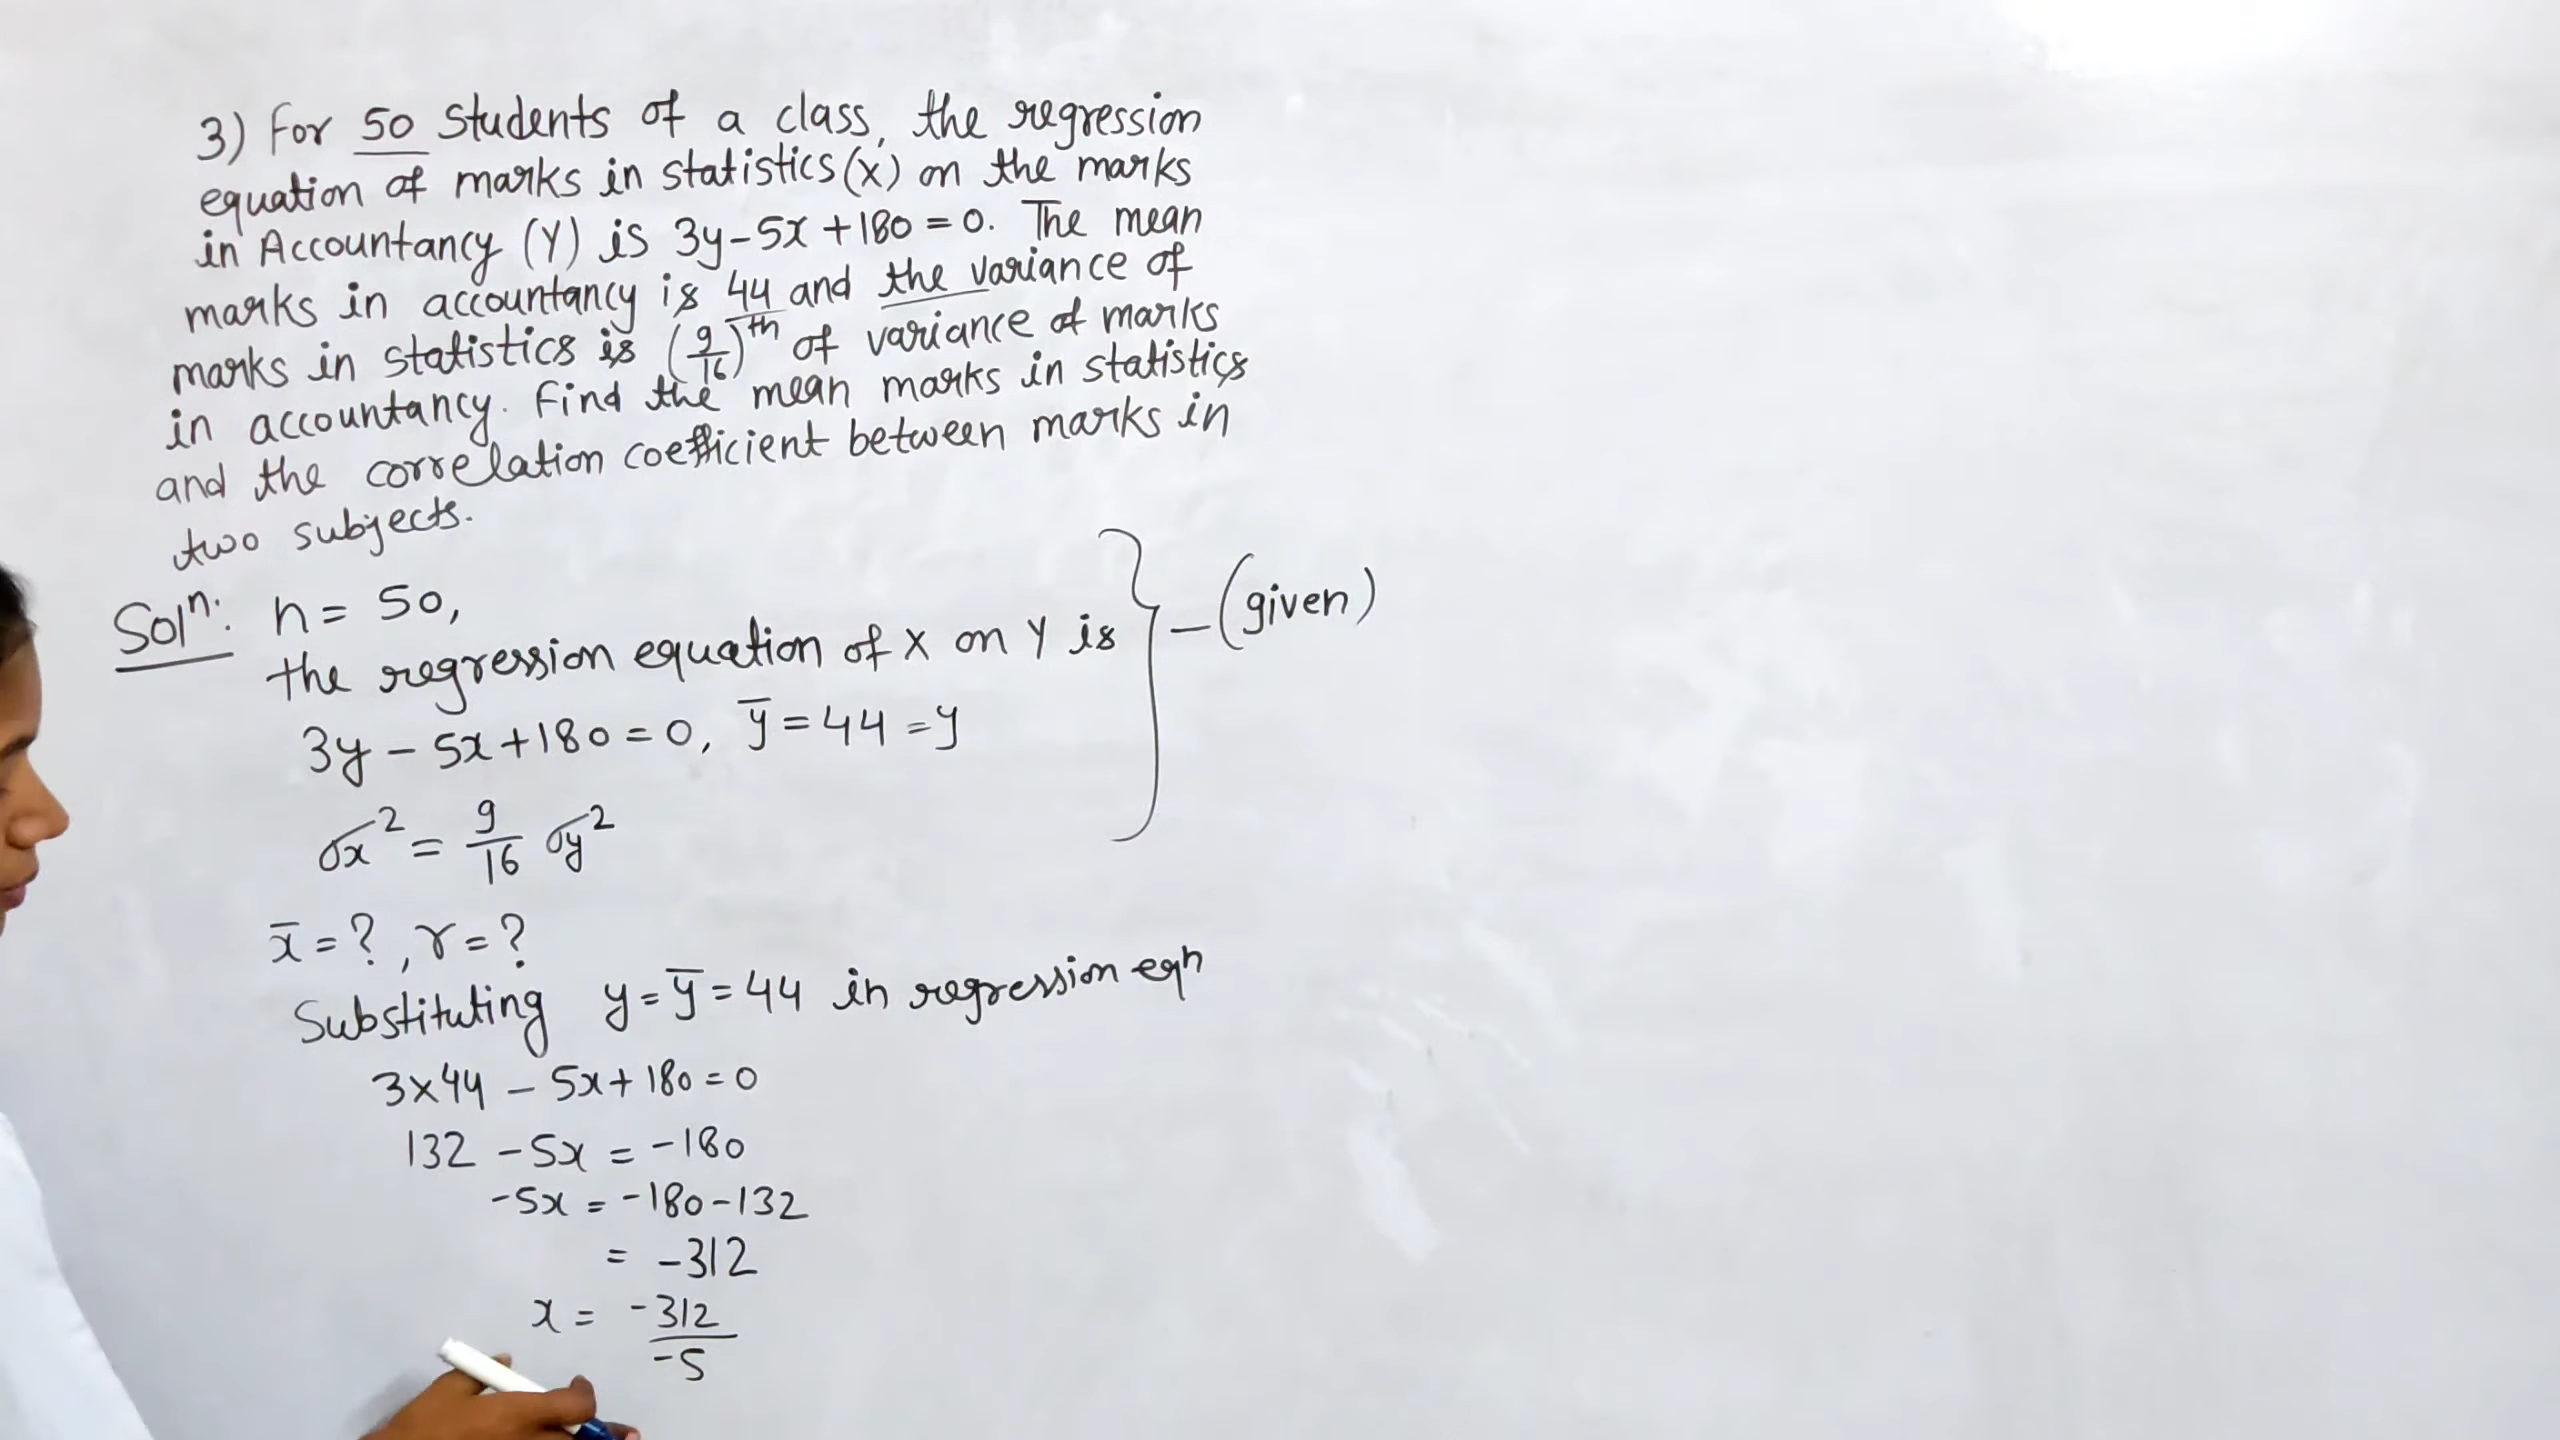 3) For 50 students of a class, the regression
equation of marks in statistics (X) on the marks
in Accountancy (Y) is 3y-5x+180=0. The mean
marks in accountancy is 44 and the variance of
marks in statistics is (9/16)th of variance of marks
in accountancy. Find the mean marks in statistics
and the correlation coefficient between marks in
two subjects.
Solⁿ: n = 50,
the regression equation of X on Y is
3y - 5x + 180 = 0, ȳ = 44 = y
σx² = 9/16 σy²
– (given)
x̄ = ?, r = ?
Substituting y = ȳ = 44 in regression eqn
3×44 - 5x + 180 = 0
132 - 5x = -180
-5x = -180-132
= -312
x = -312/-5